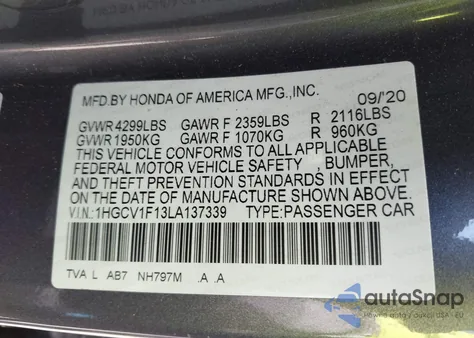 MFD.BY HONDA OF AMERICA MFG.,INC.
09/'20
GVWR 4299LBS GAWR F 2359LBS R 2116LBS
GVWR 1950KG GAWR F 1070KG R 960KG
THIS VEHICLE CONFORMS TO ALL APPLICABLE
FEDERAL MOTOR VEHICLE SAFETY, BUMPER,
AND THEFT PREVENTION STANDARDS IN EFFECT
ON THE DATE OF MANUFACTURE SHOWN ABOVE.
V.I.N.: 1HGCV1F13LA137339 TYPE:PASSENGER CAR
TVA L AB7 NH797M .A .A
autoSnap